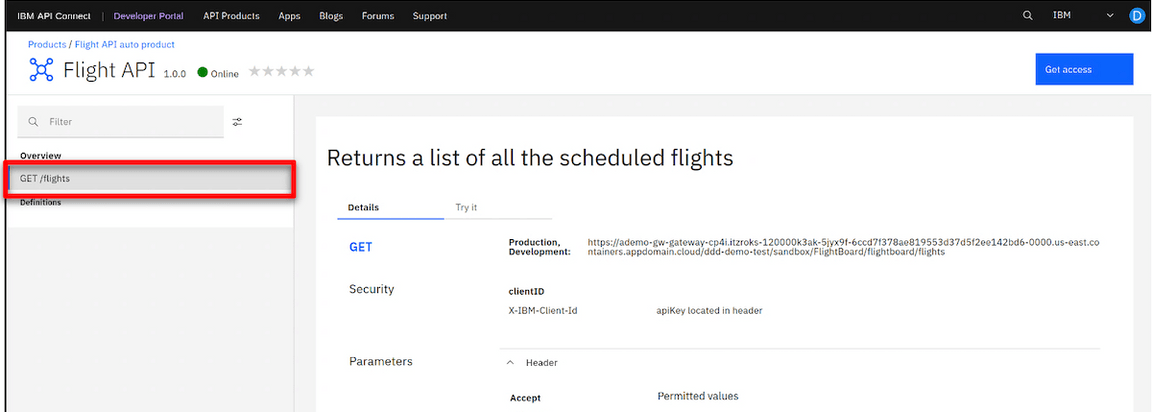 IBM API Connect | Developer Portal API Products Apps Blogs Forums Support IBM D
Products / Flight API auto product
Flight API 1.0.0 Online
Get access
Filter
Overview
GET /flights
Definitions
Returns a list of all the scheduled flights
Details Try it
GET
Production,
Development:
https://ademo-gw-gateway-cp4i.itzroks-120000k3ak-5jyx9f-6ccd7f378ae819553d37d5f2ee142bd6-0000.us-east.co
ntainers.appdomain.cloud/ddd-demo-test/sandbox/FlightBoard/flightboard/flights
Security
clientID
X-IBM-Client-Id apiKey located in header
Parameters
Header
Accept Permitted values